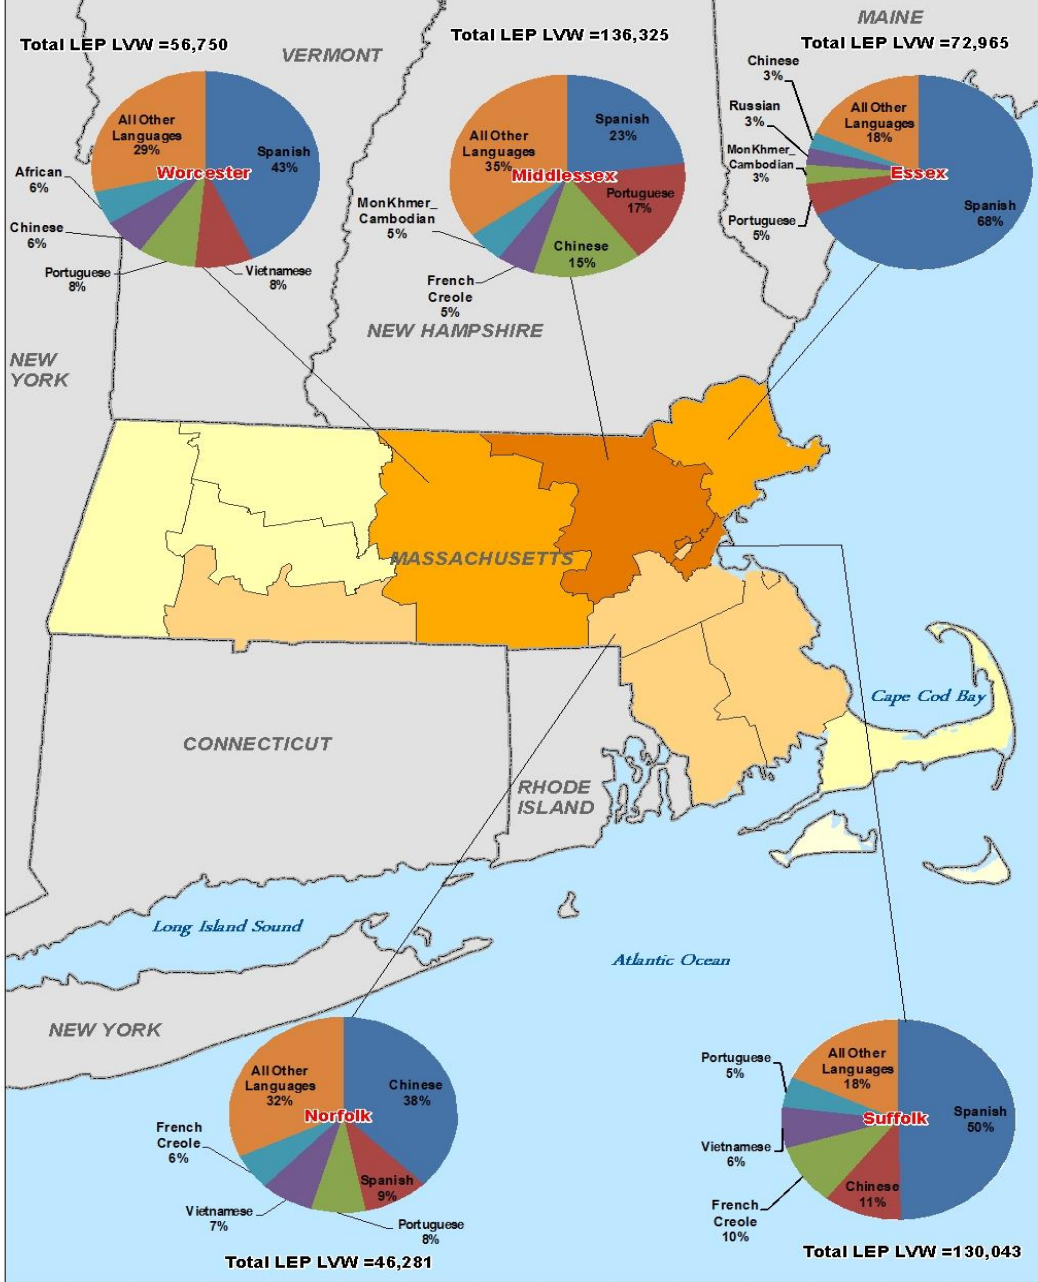 MAINE
Total LEP LVW =56,750
VERMONT
Total LEP LVW =136,325
Total LEP LVW =72,965
All Other
Languages
29%
Spanish
43%
African
6%
Worcester
Chinese
6%
Portuguese
8%
Vietnamese
8%
Spanish
23%
All Other
Languages
35%
Middlessex
Portuguese
17%
MonKhmer_
Cambodian
5%
Chinese
15%
French
Creole
5%
Chinese
3%
Russian
3%
All Other
Languages
18%
MonKhmer_
Cambodian
3%
Essex
Portuguese
5%
Spanish
68%
NEW HAMPSHIRE
NEW
YORK
MASSACHUSETTS
Cape Cod Bay
CONNECTICUT
RHODE
ISLAND
Long Island Sound
Atlantic Ocean
NEW YORK
All Other
Languages
32%
Chinese
38%
Norfolk
French
Creole
6%
Spanish
9%
Vietnamese
7%
Portuguese
8%
Total LEP LVW =46,281
Portuguese
5%
All Other
Languages
18%
Spanish
50%
Suffolk
Vietnamese
6%
Chinese
11%
French
Creole
10%
Total LEP LVW =130,043